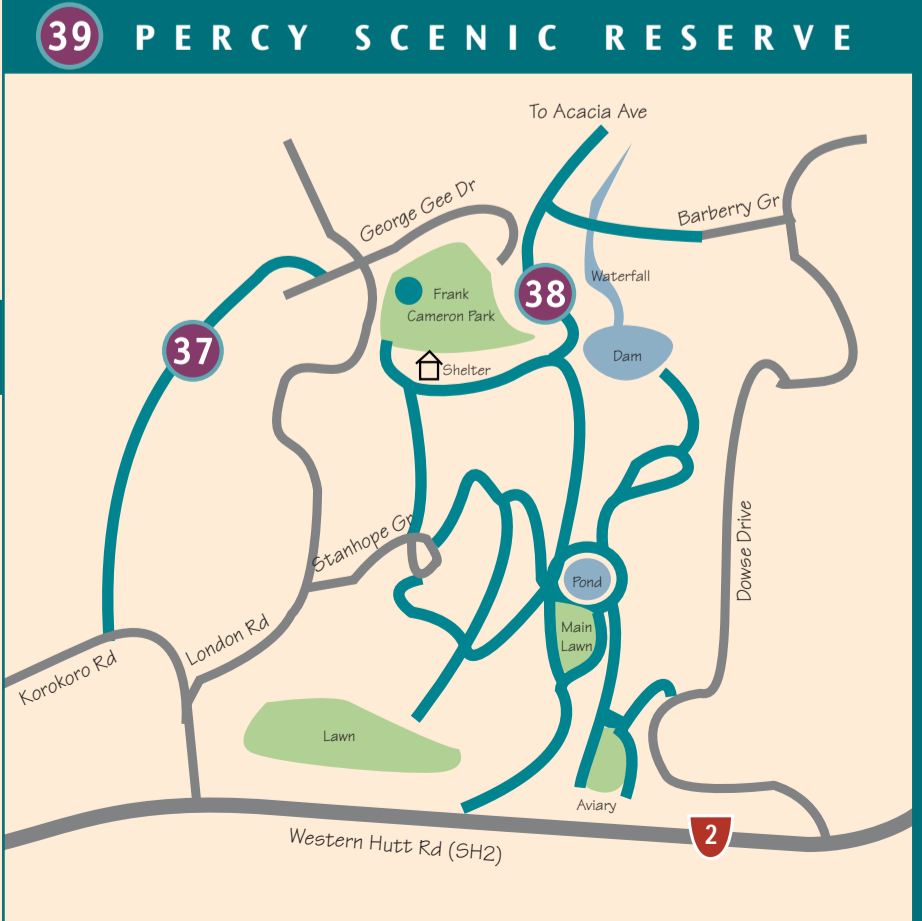 39 PERCY SCENIC RESERVE
To Acacia Ave
George Gee Dr
Barberry Gr
Waterfall
38
Frank
Cameron Park
37
Dam
Shelter
Stanhope Gr
Dowse Drive
Pond
Main
Lawn
London Rd
Korokoro Rd
Lawn
Aviary
2
Western Hutt Rd (SH2)